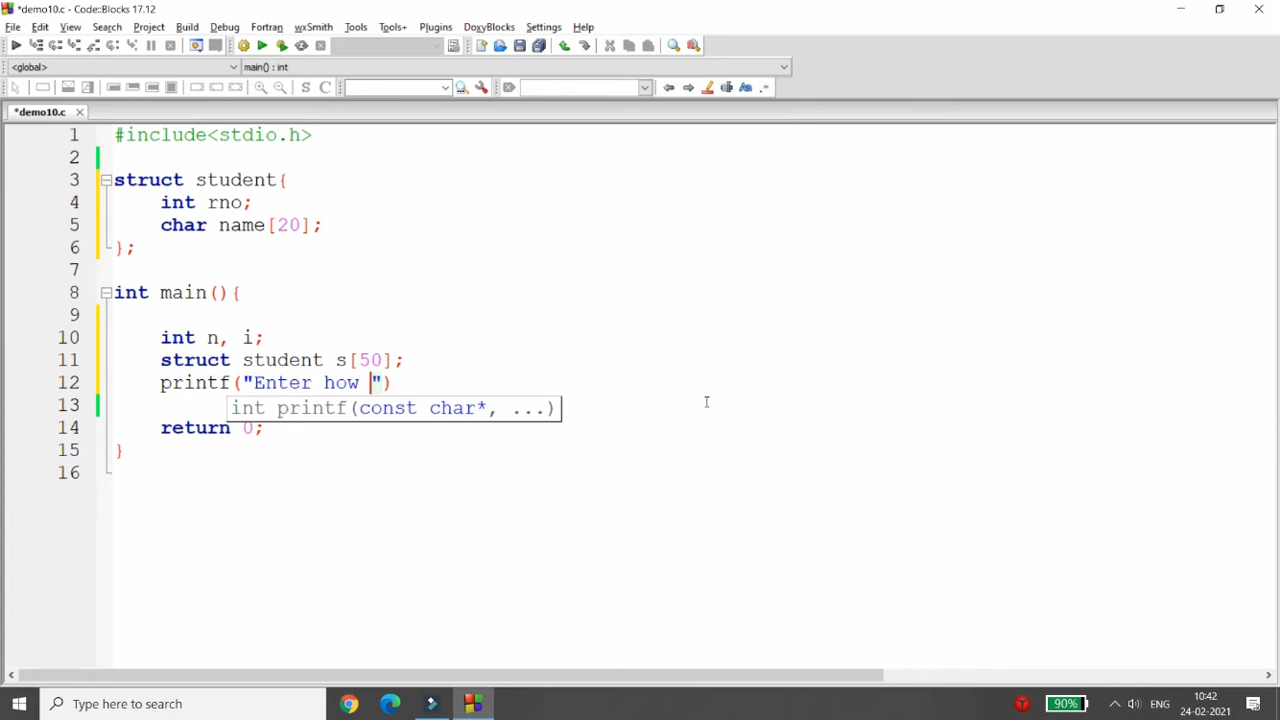 *demo10.c - Code::Blocks 17.12
File Edit View Search Project Build Debug Fortran wxSmith Tools Tools+ Plugins DoxyBlocks Settings Help
<global> main() : int
S C
*demo10.c
1 #include<stdio.h>
2
3 struct student{
4 int rno;
5 char name[20];
6 };
7
8 int main(){
9
10 int n, i;
11 struct student s[50];
12 printf("Enter how ")
13 int printf(const char*, ...)
14 return 0;
15 }
16
Type here to search
90% ENG
10:42
24-02-2021